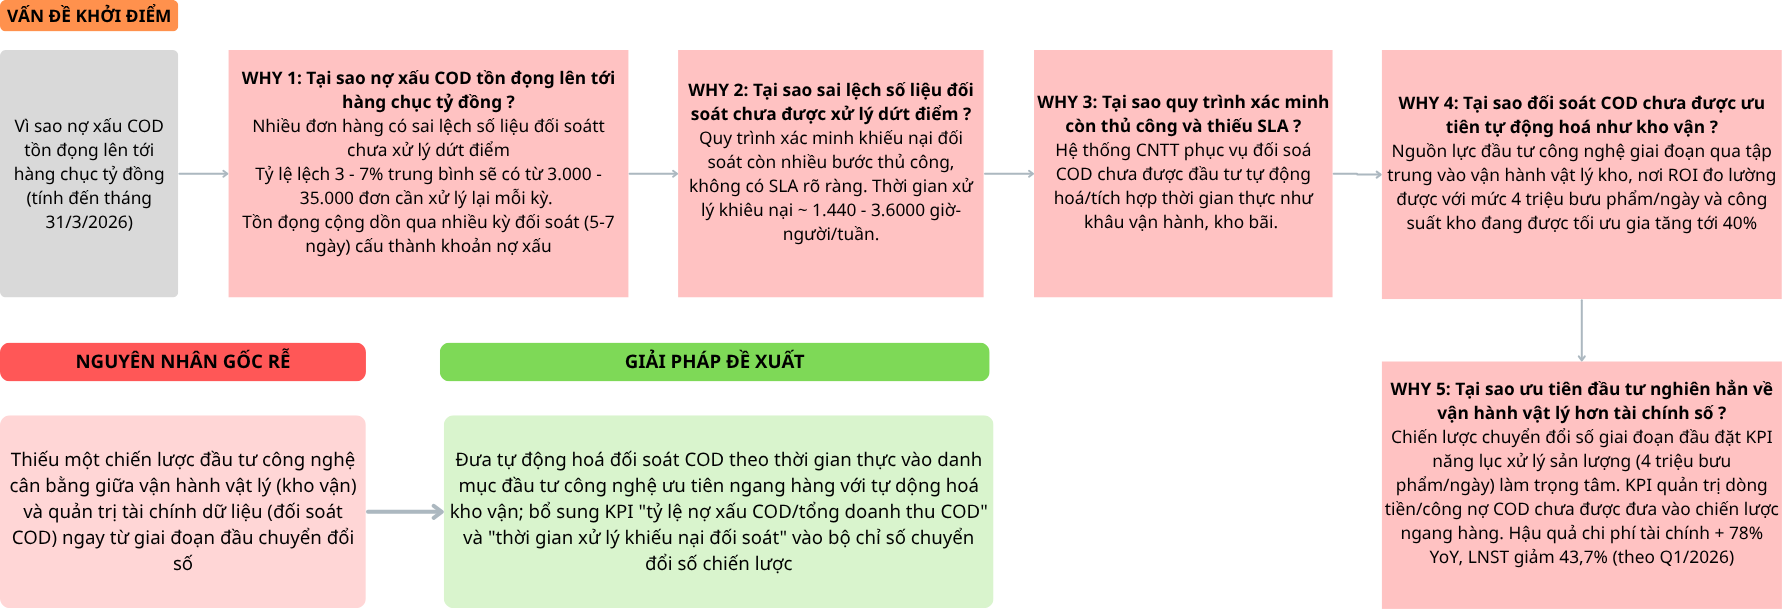 VẤN ĐỀ KHỞI ĐIỂM
Vì sao nợ xấu COD
tồn đọng lên tới
hàng chục tỷ đồng
(tính đến tháng
31/3/2026)
WHY 1: Tại sao nợ xấu COD tồn đọng lên tới
hàng chục tỷ đồng ?
Nhiều đơn hàng có sai lệch số liệu đối soátt
chưa xử lý dứt điểm
Tỷ lệ lệch 3 - 7% trung bình sẽ có từ 3.000 -
35.000 đơn cần xử lý lại mỗi kỳ.
Tồn đọng cộng dồn qua nhiều kỳ đối soát (5-7
ngày) cấu thành khoản nợ xấu
WHY 2: Tại sao sai lệch số liệu đối
soát chưa được xử lý dứt điểm ?
Quy trình xác minh khiếu nại đối
soát còn nhiều bước thủ công,
không có SLA rõ ràng. Thời gian xử
lý khiêu nại ~ 1.440 - 3.6000 giờ-
người/tuần.
WHY 3: Tại sao quy trình xác minh
còn thủ công và thiếu SLA ?
Hệ thống CNTT phục vụ đối soá
COD chưa được đầu tư tự động
hoá/tích hợp thời gian thực như
khâu vận hành, kho bãi.
WHY 4: Tại sao đối soát COD chưa được ưu
tiên tự động hoá như kho vận ?
Nguồn lực đầu tư công nghệ giai đoạn qua tập
trung vào vận hành vật lý kho, nơi ROI đo lường
được với mức 4 triệu bưu phẩm/ngày và công
suất kho đang được tối ưu gia tăng tới 40%
WHY 5: Tại sao ưu tiên đầu tư nghiên hẳn về
vận hành vật lý hơn tài chính số ?
Chiến lược chuyển đổi số giai đoạn đầu đặt KPI
năng lực xử lý sản lượng (4 triệu bưu
phẩm/ngày) làm trọng tâm. KPI quản trị dòng
tiền/công nợ COD chưa được đưa vào chiến lược
ngang hàng. Hậu quả chi phí tài chính + 78%
YoY, LNST giảm 43,7% (theo Q1/2026)
NGUYÊN NHÂN GỐC RỄ
Thiếu một chiến lược đầu tư công nghệ
cân bằng giữa vận hành vật lý (kho vận)
và quản trị tài chính dữ liệu (đối soát
COD) ngay từ giai đoạn đầu chuyển đổi
số
GIẢI PHÁP ĐỀ XUẤT
Đưa tự động hoá đối soát COD theo thời gian thực vào danh
mục đầu tư công nghệ ưu tiên ngang hàng với tự dộng hoá
kho vận; bổ sung KPI "tỷ lệ nợ xấu COD/tổng doanh thu COD"
và "thời gian xử lý khiếu nại đối soát" vào bộ chỉ số chuyển
đổi số chiến lược